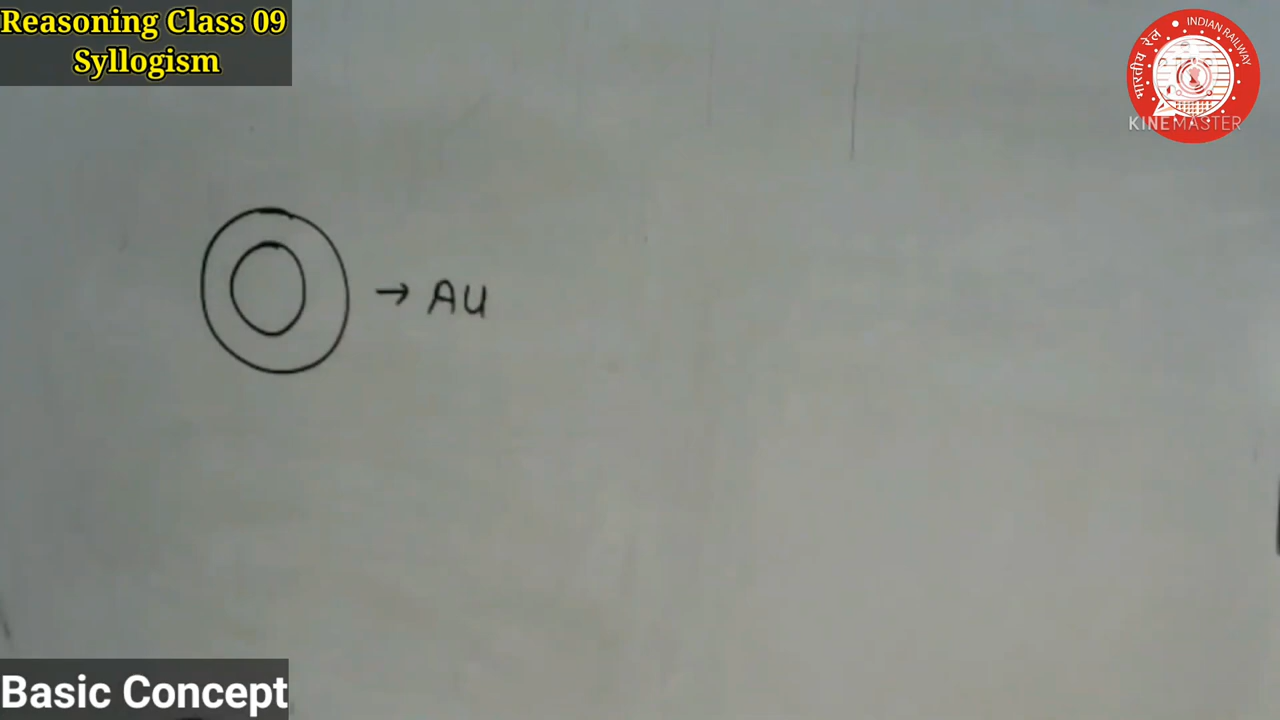 Reasoning Class 09
Syllogism
भारतीय रेल
INDIAN RAILWAY
KINEMASTER
→ AU
Basic Concept